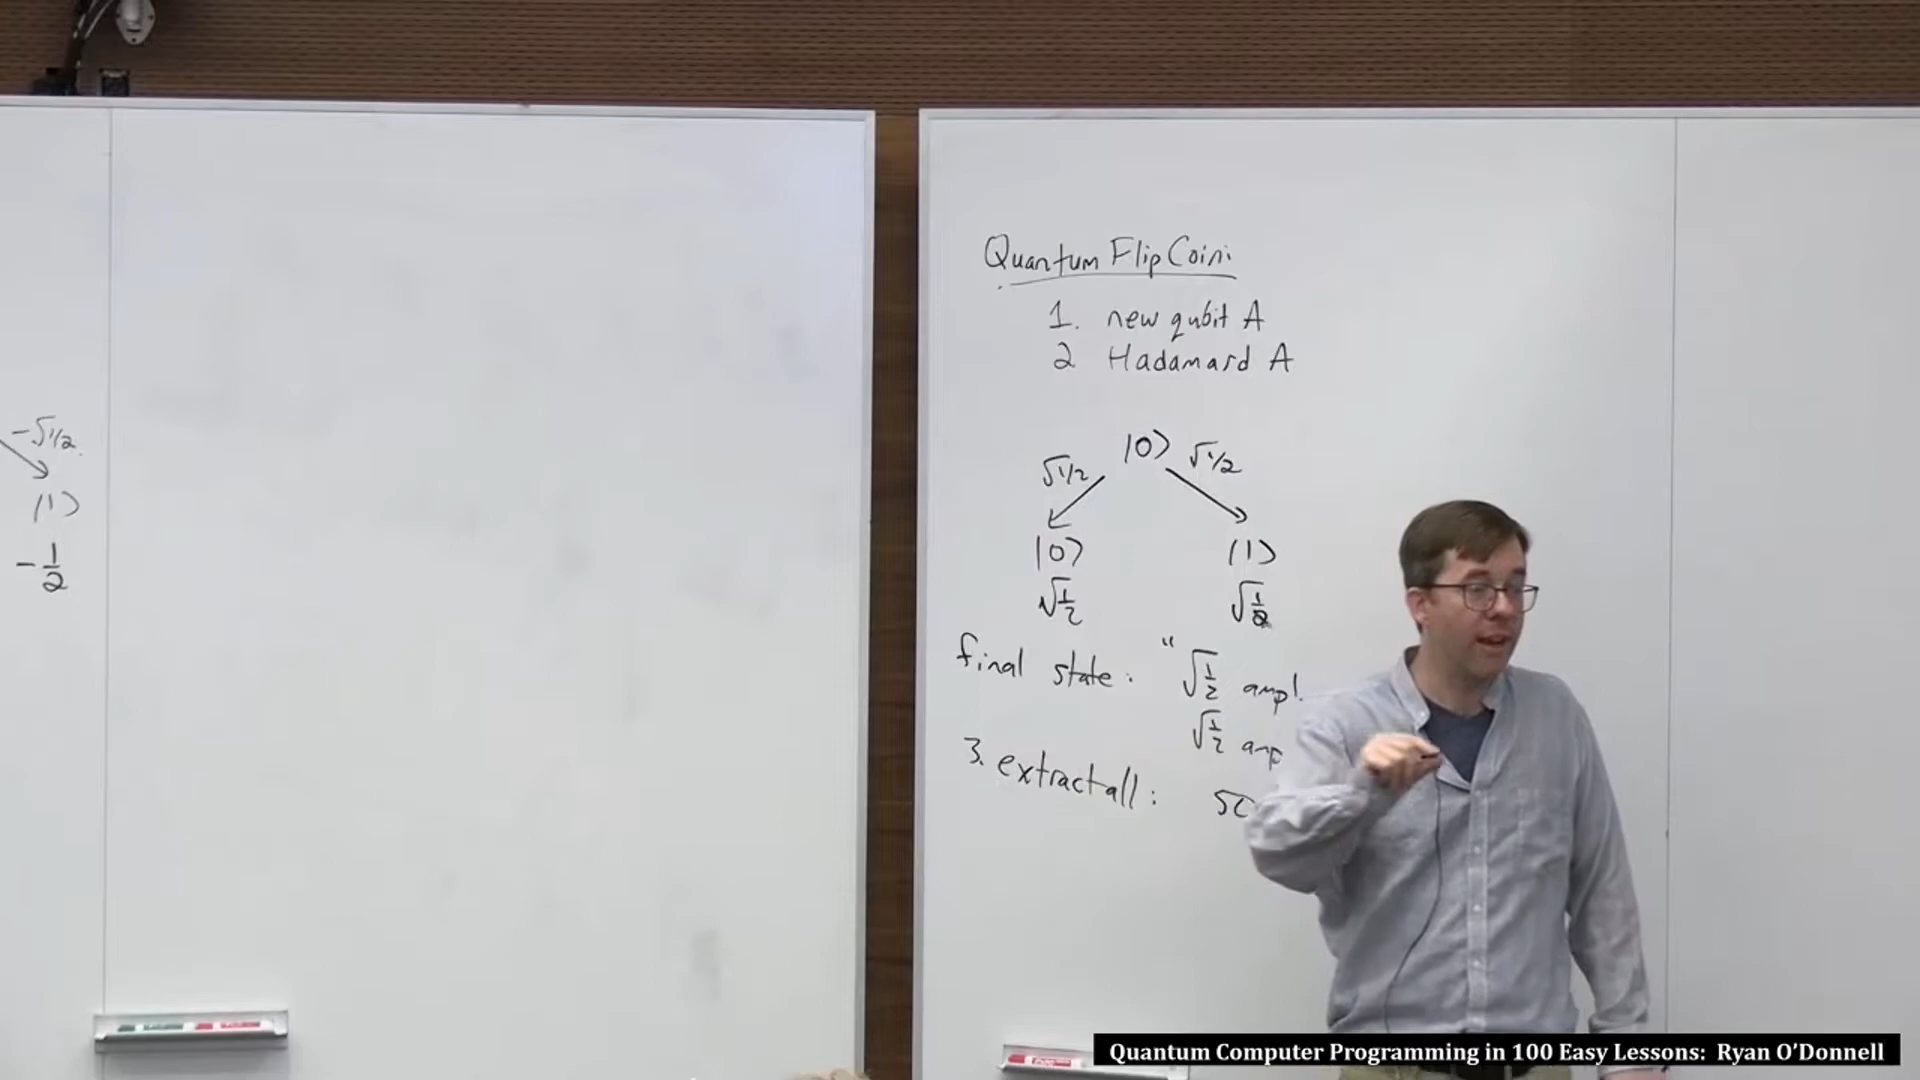 -√1/2
|1⟩
-1/2
Quantum Flip Coin:
1. new qubit A
2 Hadamard A
|0⟩
√1/2 √1/2
|0⟩ |1⟩
√1/2 √1/2
final state: "√1/2 ampl.
√1/2 amp
3. extractall: 50
Quantum Computer Programming in 100 Easy Lessons: Ryan O'Donnell